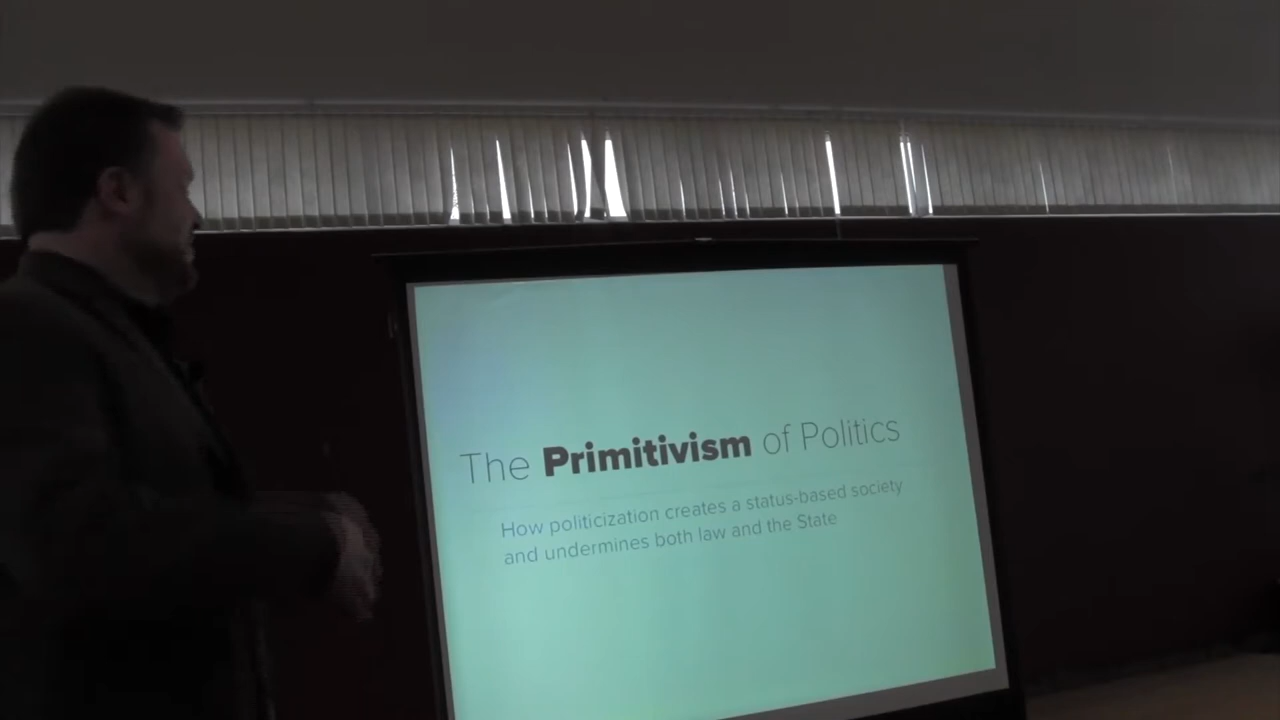 The Primitivism of Politics
How politicization creates a status-based society
and undermines both law and the State